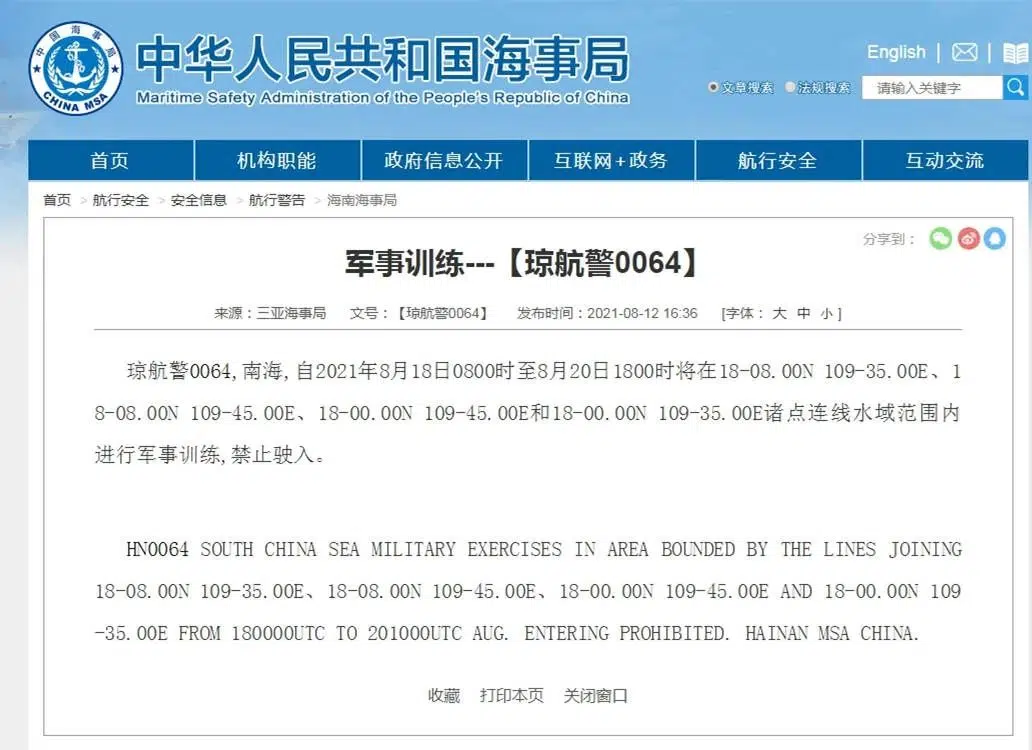 中国海事局
CHINA MSA
中华人民共和国海事局
Maritime Safety Administration of the People's Republic of China
English
文章搜索 法规搜索 请输入关键字
首页 机构职能 政府信息公开 互联网+政务 航行安全 互动交流
首页 > 航行安全 > 安全信息 > 航行警告 > 海南海事局
分享到：
军事训练---【琼航警0064】
来源：三亚海事局 文号：【琼航警0064】 发布时间：2021-08-12 16:36 [字体： 大 中 小 ]
琼航警0064,南海,自2021年8月18日0800时至8月20日1800时将在18-08.00N 109-35.00E、1
8-08.00N 109-45.00E、18-00.00N 109-45.00E和18-00.00N 109-35.00E诸点连线水域范围内
进行军事训练,禁止驶入。
HN0064 SOUTH CHINA SEA MILITARY EXERCISES IN AREA BOUNDED BY THE LINES JOINING
18-08.00N 109-35.00E、18-08.00N 109-45.00E、18-00.00N 109-45.00E AND 18-00.00N 109
-35.00E FROM 180000UTC TO 201000UTC AUG. ENTERING PROHIBITED. HAINAN MSA CHINA.
收藏 打印本页 关闭窗口